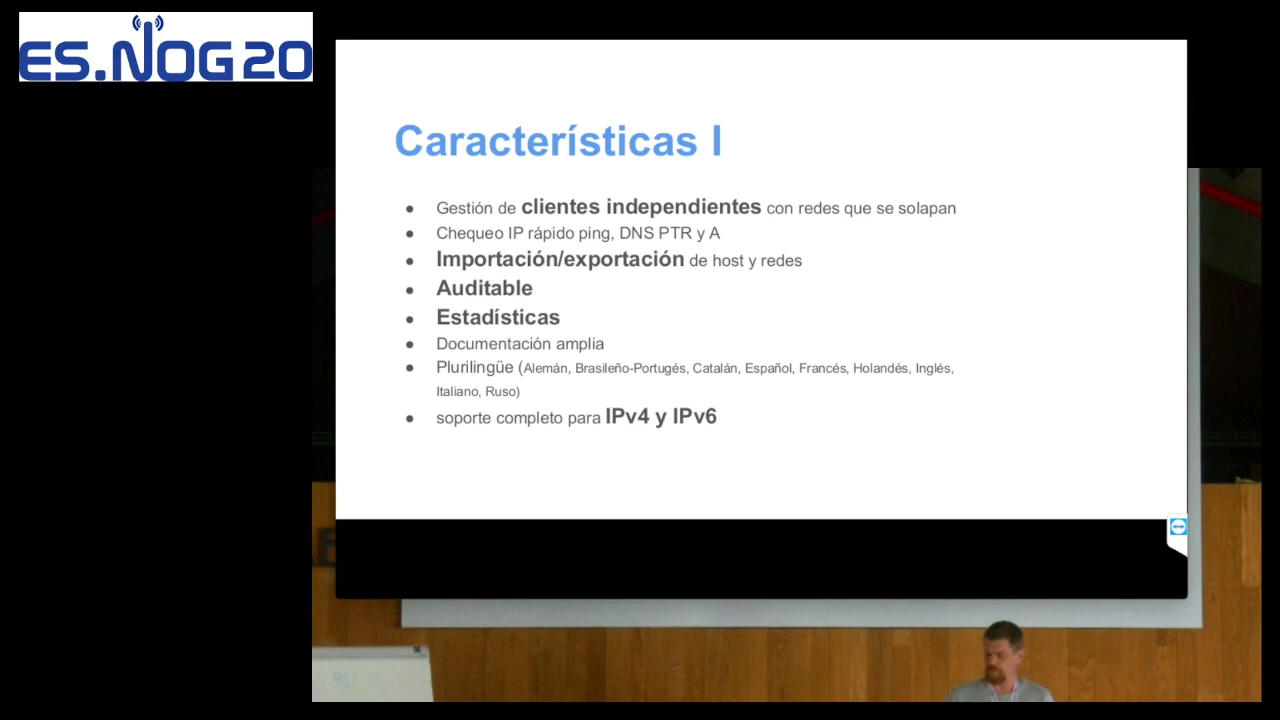 ES.NOG20
Características I
Gestión de clientes independientes con redes que se solapan
Chequeo IP rápido ping, DNS PTR y A
Importación/exportación de host y redes
Auditable
Estadísticas
Documentación amplia
Plurilingüe (Alemán, Brasileño-Portugés, Catalán, Español, Francés, Holandés, Inglés,
Italiano, Ruso)
soporte completo para IPv4 y IPv6